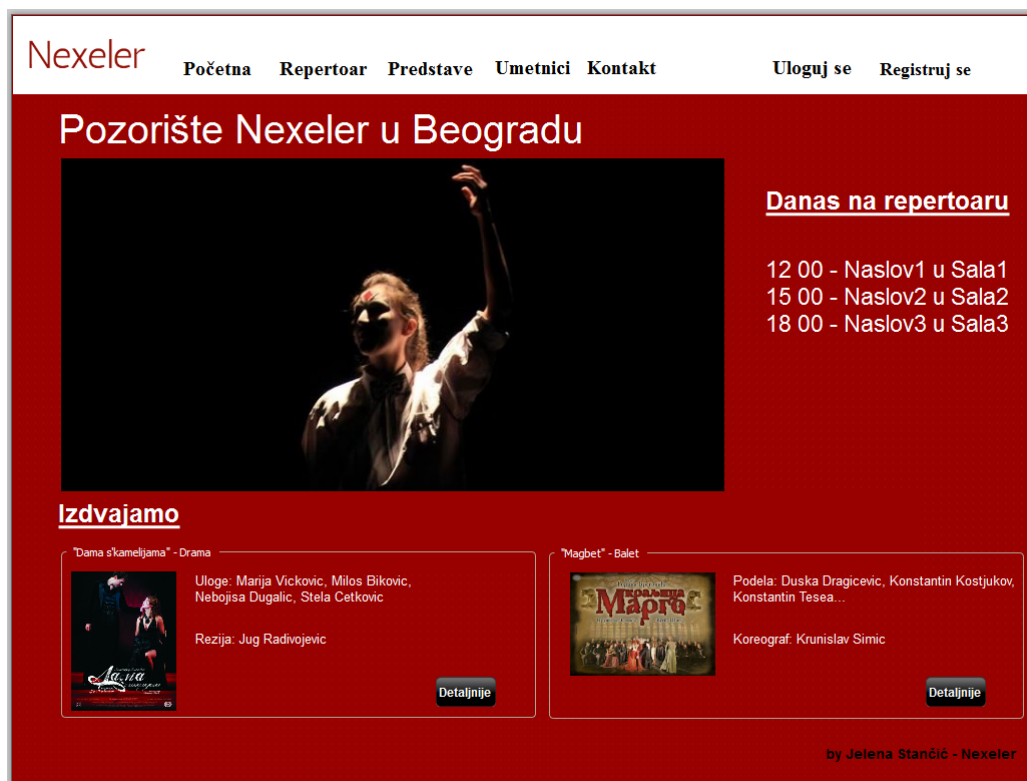 Nexeler
Početna Repertoar Predstave Umetnici Kontakt Uloguj se Registruj se
Pozorište Nexeler u Beogradu
Danas na repertoaru
12 00 - Naslov1 u Sala1
15 00 - Naslov2 u Sala2
18 00 - Naslov3 u Sala3
Izdvajamo
"Dama s'kamelijama" - Drama
Дама
Uloge: Marija Vickovic, Milos Bikovic,
Nebojisa Dugalic, Stela Cetkovic
Rezija: Jug Radivojevic
Detaljnije
"Magbet" - Balet
Краљица
Марго
Podela: Duska Dragicevic, Konstantin Kostjukov,
Konstantin Tesea...
Koreograf: Krunislav Simic
Detaljnije
by Jelena Stančić - Nexeler